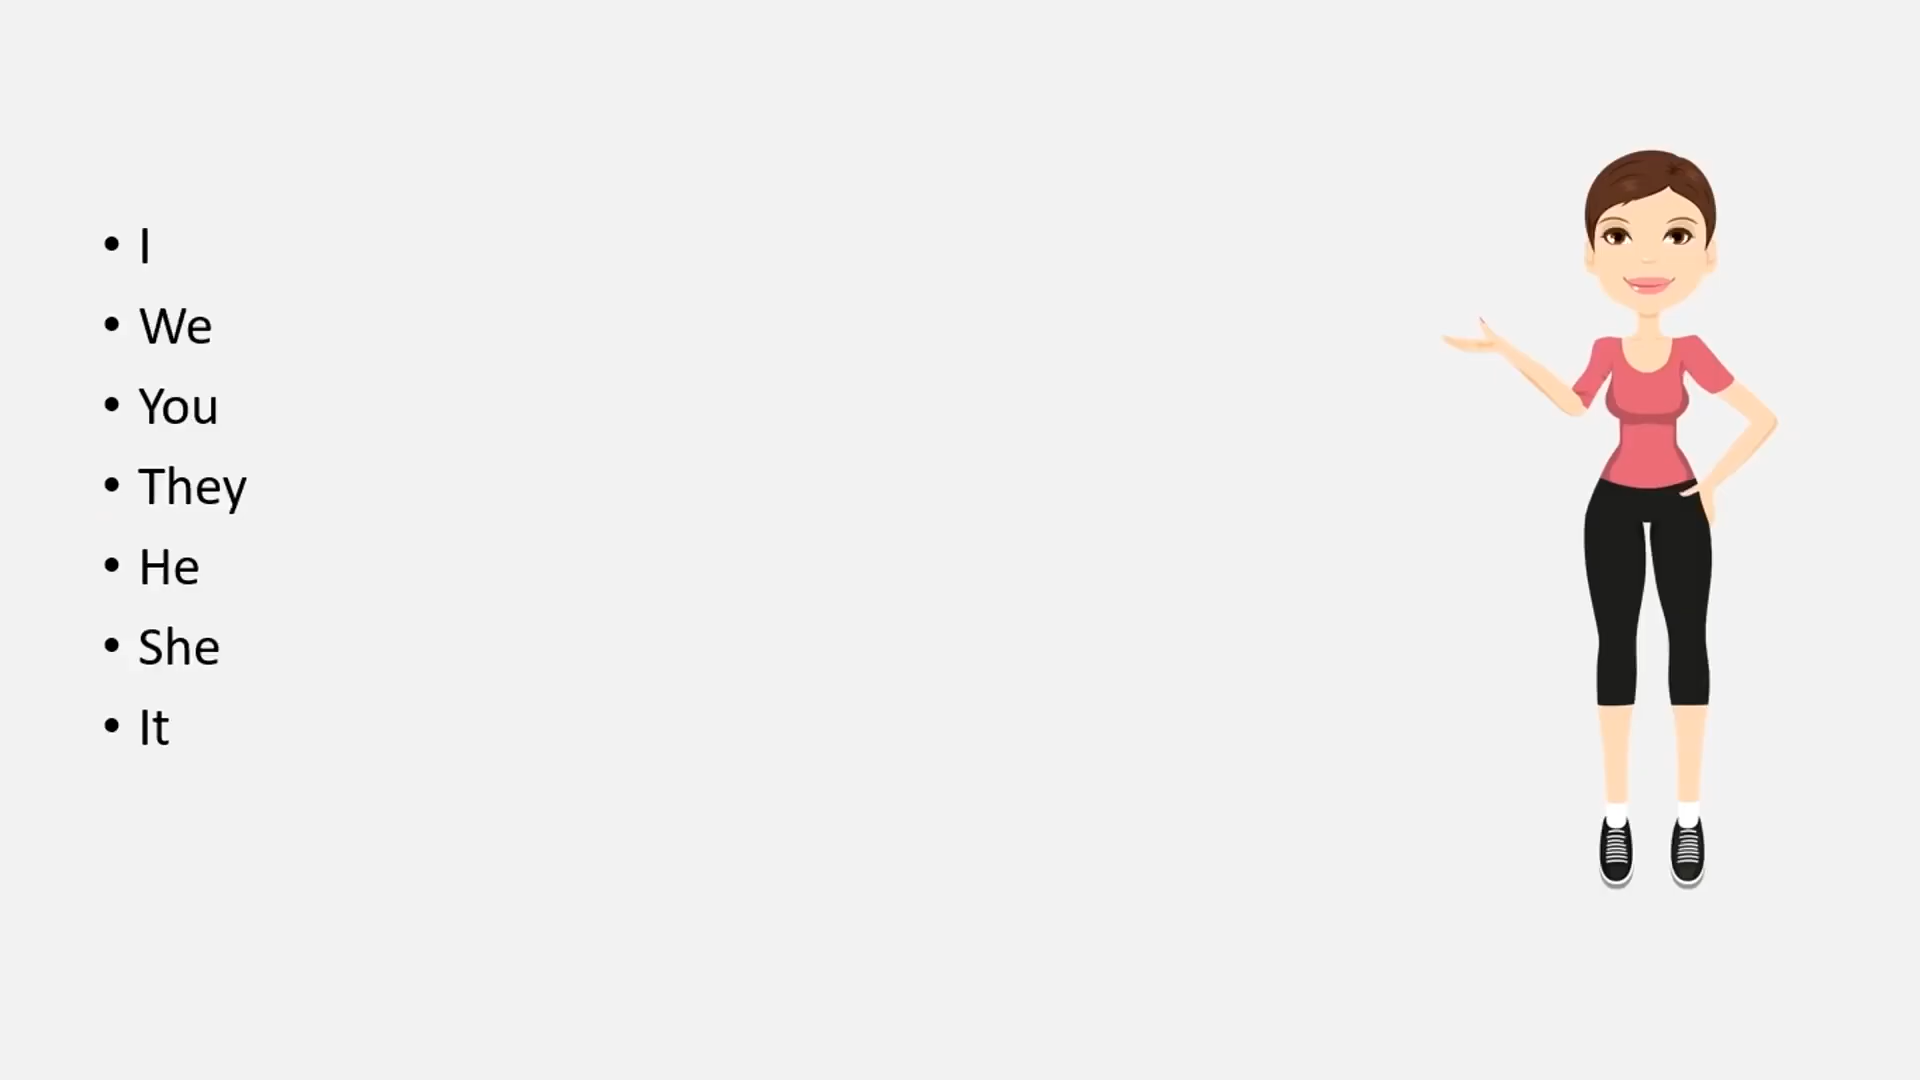 • I
• We
• You
• They
• He
• She
• It